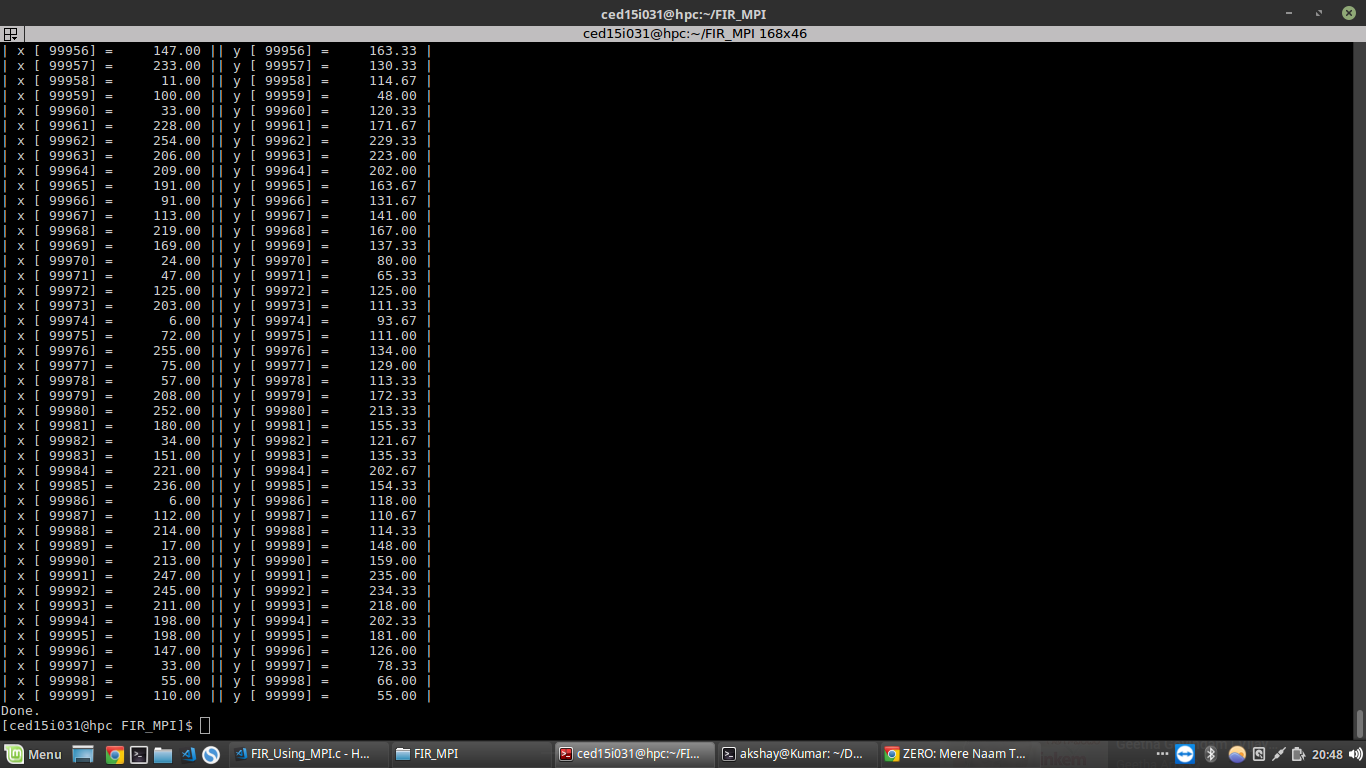 ced15i031@hpc:~/FIR_MPI
ced15i031@hpc:~/FIR_MPI 168x46
| x [ 99956] = 147.00 || y [ 99956] = 163.33 |
| x [ 99957] = 233.00 || y [ 99957] = 130.33 |
| x [ 99958] = 11.00 || y [ 99958] = 114.67 |
| x [ 99959] = 100.00 || y [ 99959] = 48.00 |
| x [ 99960] = 33.00 || y [ 99960] = 120.33 |
| x [ 99961] = 228.00 || y [ 99961] = 171.67 |
| x [ 99962] = 254.00 || y [ 99962] = 229.33 |
| x [ 99963] = 206.00 || y [ 99963] = 223.00 |
| x [ 99964] = 209.00 || y [ 99964] = 202.00 |
| x [ 99965] = 191.00 || y [ 99965] = 163.67 |
| x [ 99966] = 91.00 || y [ 99966] = 131.67 |
| x [ 99967] = 113.00 || y [ 99967] = 141.00 |
| x [ 99968] = 219.00 || y [ 99968] = 167.00 |
| x [ 99969] = 169.00 || y [ 99969] = 137.33 |
| x [ 99970] = 24.00 || y [ 99970] = 80.00 |
| x [ 99971] = 47.00 || y [ 99971] = 65.33 |
| x [ 99972] = 125.00 || y [ 99972] = 125.00 |
| x [ 99973] = 203.00 || y [ 99973] = 111.33 |
| x [ 99974] = 6.00 || y [ 99974] = 93.67 |
| x [ 99975] = 72.00 || y [ 99975] = 111.00 |
| x [ 99976] = 255.00 || y [ 99976] = 134.00 |
| x [ 99977] = 75.00 || y [ 99977] = 129.00 |
| x [ 99978] = 57.00 || y [ 99978] = 113.33 |
| x [ 99979] = 208.00 || y [ 99979] = 172.33 |
| x [ 99980] = 252.00 || y [ 99980] = 213.33 |
| x [ 99981] = 180.00 || y [ 99981] = 155.33 |
| x [ 99982] = 34.00 || y [ 99982] = 121.67 |
| x [ 99983] = 151.00 || y [ 99983] = 135.33 |
| x [ 99984] = 221.00 || y [ 99984] = 202.67 |
| x [ 99985] = 236.00 || y [ 99985] = 154.33 |
| x [ 99986] = 6.00 || y [ 99986] = 118.00 |
| x [ 99987] = 112.00 || y [ 99987] = 110.67 |
| x [ 99988] = 214.00 || y [ 99988] = 114.33 |
| x [ 99989] = 17.00 || y [ 99989] = 148.00 |
| x [ 99990] = 213.00 || y [ 99990] = 159.00 |
| x [ 99991] = 247.00 || y [ 99991] = 235.00 |
| x [ 99992] = 245.00 || y [ 99992] = 234.33 |
| x [ 99993] = 211.00 || y [ 99993] = 218.00 |
| x [ 99994] = 198.00 || y [ 99994] = 202.33 |
| x [ 99995] = 198.00 || y [ 99995] = 181.00 |
| x [ 99996] = 147.00 || y [ 99996] = 126.00 |
| x [ 99997] = 33.00 || y [ 99997] = 78.33 |
| x [ 99998] = 55.00 || y [ 99998] = 66.00 |
| x [ 99999] = 110.00 || y [ 99999] = 55.00 |
Done.
[ced15i031@hpc FIR_MPI]$
Menu FIR_Using_MPI.c - H... FIR_MPI ced15i031@hpc:~/FI... akshay@Kumar: ~/D... ZERO: Mere Naam T... 20:48